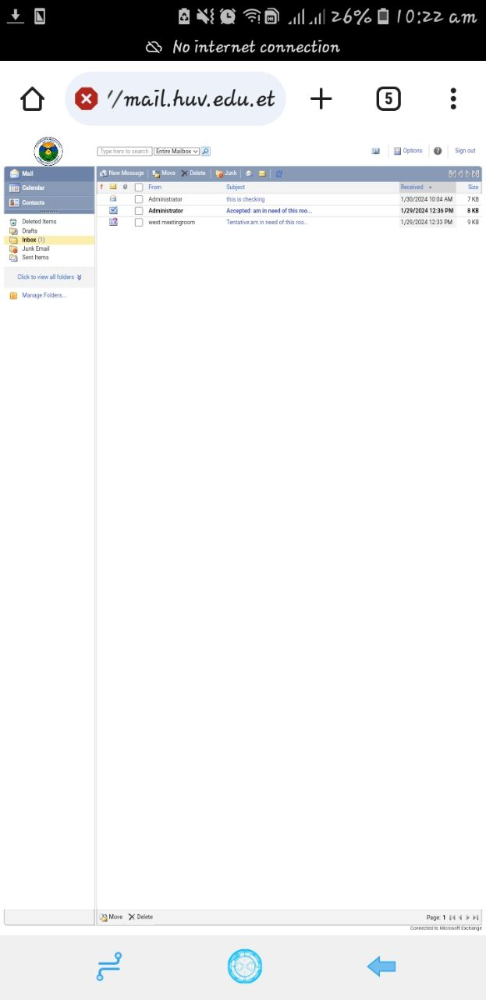 26% 10:22 am
No internet connection
//mail.huv.edu.et
5
Type here to search Entire Mailbox Options Sign out
Mail
Calendar
Contacts
Deleted Items
Drafts
Inbox (1)
Junk Email
Sent Items
Click to view all folders
Manage Folders...
New Message Move Delete Junk
! From Subject Received Size
Administrator this is checking 1/30/2024 10:04 AM 7 KB
Administrator Accepted: am in need of this roo... 1/29/2024 12:36 PM 8 KB
west meetingroom Tentative:am in need of this roo... 1/29/2024 12:33 PM 9 KB
Move Delete Page: 1
Connected to Microsoft Exchange